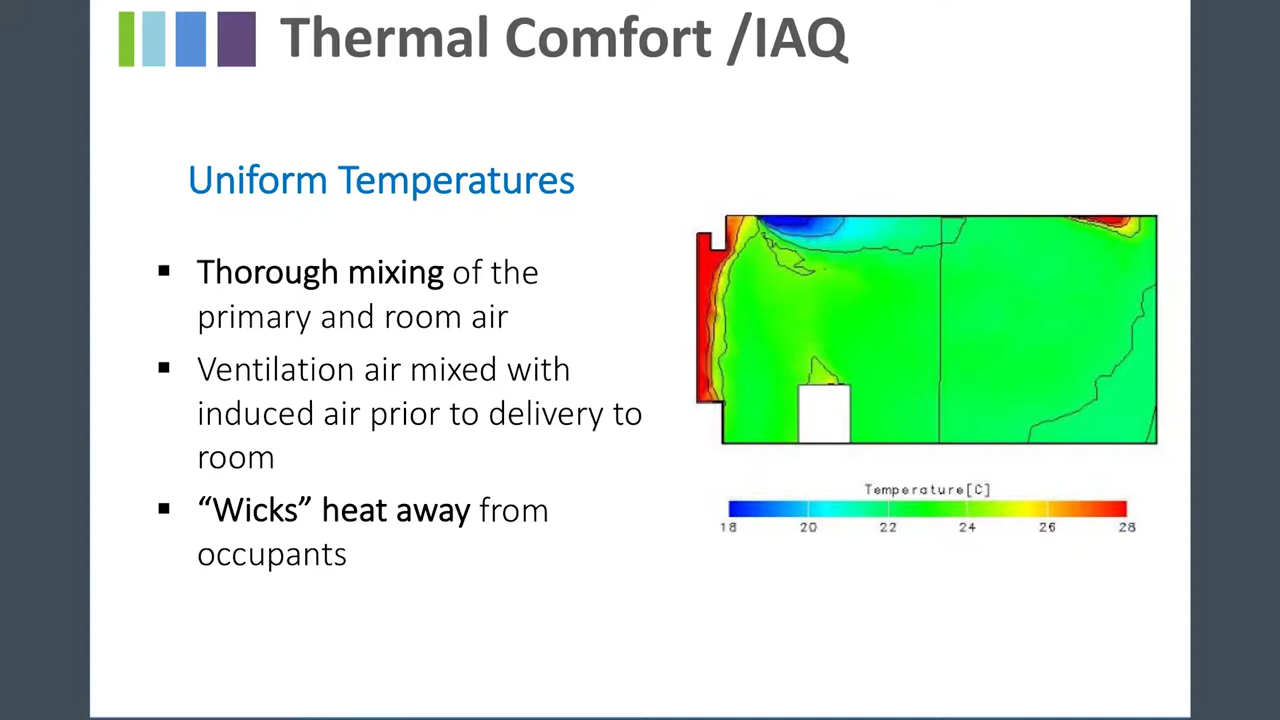 Thermal Comfort /IAQ
Uniform Temperatures
▪ Thorough mixing of the
primary and room air
▪ Ventilation air mixed with
induced air prior to delivery to
room
▪ “Wicks” heat away from
occupants
Temperature[C]
18 20 22 24 26 28